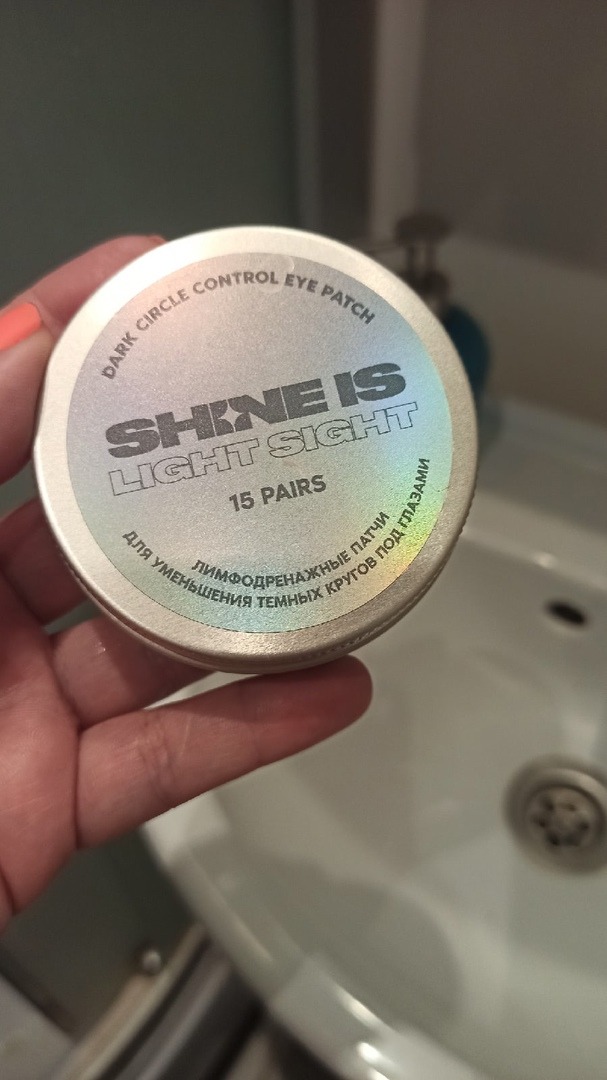 DARK CIRCLE CONTROL EYE PATCH
SHINE IS
LIGHT SIGHT
15 PAIRS
ЛИМФОДРЕНАЖНЫЕ ПАТЧИ
ДЛЯ УМЕНЬШЕНИЯ ТЕМНЫХ КРУГОВ ПОД ГЛАЗАМИ